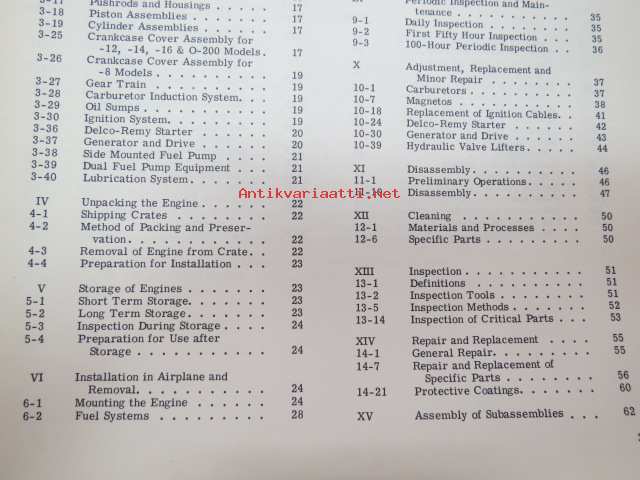 3-17 Pushrods and Housings . . . . . 17
3-18 Piston Assemblies . . . . . . . 17
3-19 Cylinder Assemblies . . . . . . 17
3-25 Crankcase Cover Assembly for
-12, -14, -16 & O-200 Models . 17
3-26 Crankcase Cover Assembly for
-8 Models . . . . . . . . . . 19
3-27 Gear Train . . . . . . . . . . 19
3-28 Carburetor Induction System. . . 19
3-29 Oil Sumps . . . . . . . . . . . 19
3-30 Ignition System. . . . . . . . . 19
3-36 Delco-Remy Starter . . . . . . 20
3-37 Generator and Drive . . . . . . 20
3-38 Side Mounted Fuel Pump . . . . 21
3-39 Dual Fuel Pump Equipment . . . 21
3-40 Lubrication System. . . . . . . 21
IV Unpacking the Engine . . . . . . 22
4-1 Shipping Crates . . . . . . . . 22
4-2 Method of Packing and Preser-
vation. . . . . . . . . . . . 22
4-3 Removal of Engine from Crate. . 22
4-4 Preparation for Installation . . . 23
V Storage of Engines . . . . . . . 23
5-1 Short Term Storage. . . . . . . 23
5-2 Long Term Storage. . . . . . . 23
5-3 Inspection During Storage . . . . 24
5-4 Preparation for Use after
Storage . . . . . . . . . . . 24
VI Installation in Airplane and
Removal. . . . . . . . . . . 24
6-1 Mounting the Engine . . . . . . 24
6-2 Fuel Systems . . . . . . . . . 28
Periodic Inspection and Main-
tenance . . . . . . . . . . . 35
9-1 Daily Inspection . . . . . . . . 35
9-2 First Fifty Hour Inspection . . . 35
9-3 100-Hour Periodic Inspection . . 36
X Adjustment, Replacement and
Minor Repair . . . . . . . . 37
10-1 Carburetors . . . . . . . . . . 37
10-7 Magnetos . . . . . . . . . . . 38
10-18 Replacement of Ignition Cables. . 41
10-24 Delco-Remy Starter . . . . . . 42
10-30 Generator and Drive . . . . . . 43
10-39 Hydraulic Valve Lifters. . . . . 44
XI Disassembly. . . . . . . . . . 46
11-1 Preliminary Operations. . . . . 46
11-10 Disassembly. . . . . . . . . . 47
Antikvariaatti.net
XII Cleaning . . . . . . . . . . . 50
12-1 Materials and Processes . . . . 50
12-6 Specific Parts . . . . . . . . . 50
XIII Inspection. . . . . . . . . . . 51
13-1 Definitions . . . . . . . . . . 51
13-2 Inspection Tools . . . . . . . . 51
13-5 Inspection Methods . . . . . . . 52
13-14 Inspection of Critical Parts . . . 53
XIV Repair and Replacement . . . . 55
14-1 General Repair. . . . . . . . . 55
14-7 Repair and Replacement of
Specific Parts . . . . . . . . 56
14-21 Protective Coatings. . . . . . . 60
XV Assembly of Subassemblies . . . 62